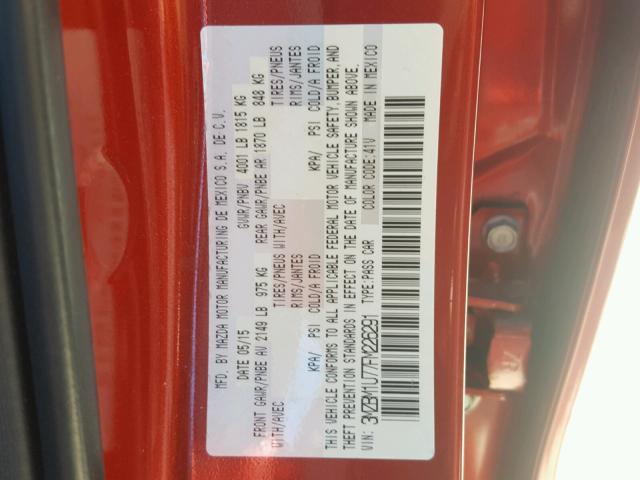 MFD. BY MAZDA MOTOR MANUFACTURING DE MEXICO S.A. DE C.V.
DATE 05/15 GVWR/PNBV 4001 LB 1815 KG
FRONT GAWR/PNBE AV 2149 LB 975 KG REAR GAWR/PNBE AR 1870 LB 848 KG
WITH/AVEC TIRES/PNEUS WITH/AVEC TIRES/PNEUS
RIMS/JANTES RIMS/JANTES
KPA/ PSI COLD/A FROID KPA/ PSI COLD/A FROID
THIS VEHICLE CONFORMS TO ALL APPLICABLE FEDERAL MOTOR VEHICLE SAFETY, BUMPER, AND
THEFT PREVENTION STANDARDS IN EFFECT ON THE DATE OF MANUFACTURE SHOWN ABOVE.
VIN: 3MZBM1U77FM226291 TYPE:PASS CAR COLOR CODE:41V MADE IN MEXICO
R